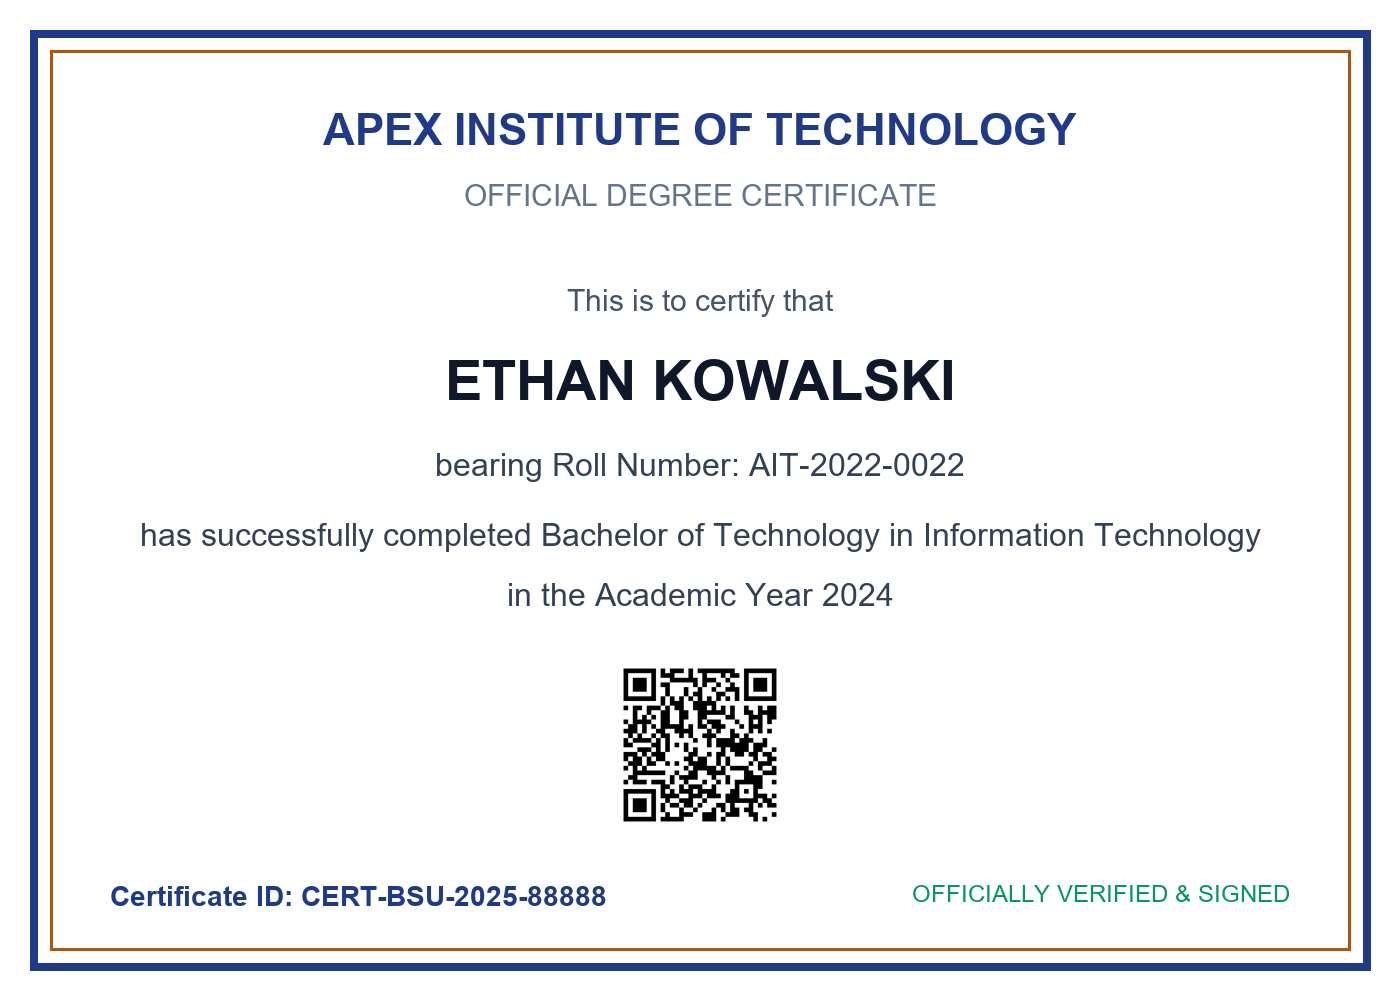 APEX INSTITUTE OF TECHNOLOGY
OFFICIAL DEGREE CERTIFICATE
This is to certify that
ETHAN KOWALSKI
bearing Roll Number: AIT-2022-0022
has successfully completed Bachelor of Technology in Information Technology
in the Academic Year 2024
Certificate ID: CERT-BSU-2025-88888
OFFICIALLY VERIFIED & SIGNED